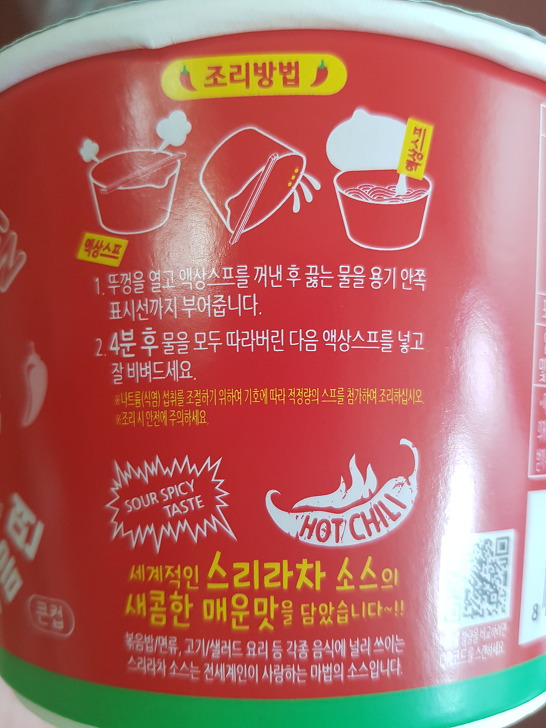 조리방법
액상스프
액상스프
1. 뚜껑을 열고 액상스프를 꺼낸 후 끓는 물을 용기 안쪽
표시선까지 부어줍니다.
2. 4분 후 물을 모두 따라버린 다음 액상스프를 넣고
잘 비벼드세요.
※나트륨(식염) 섭취를 조절하기 위하여 기호에 따라 적정량의 스프를 첨가하여 조리하십시오.
※조리 시 안전에 주의하세요.
SOUR SPICY
TASTE
HOT CHILI
세계적인 스리라차 소스의
새콤한 매운맛을 담았습니다~!!
볶음밥/면류, 고기/샐러드 요리 등 각종 음식에 널리 쓰이는
스리라차 소스는 전세계인이 사랑하는 마법의 소스입니다.
큰컵
8